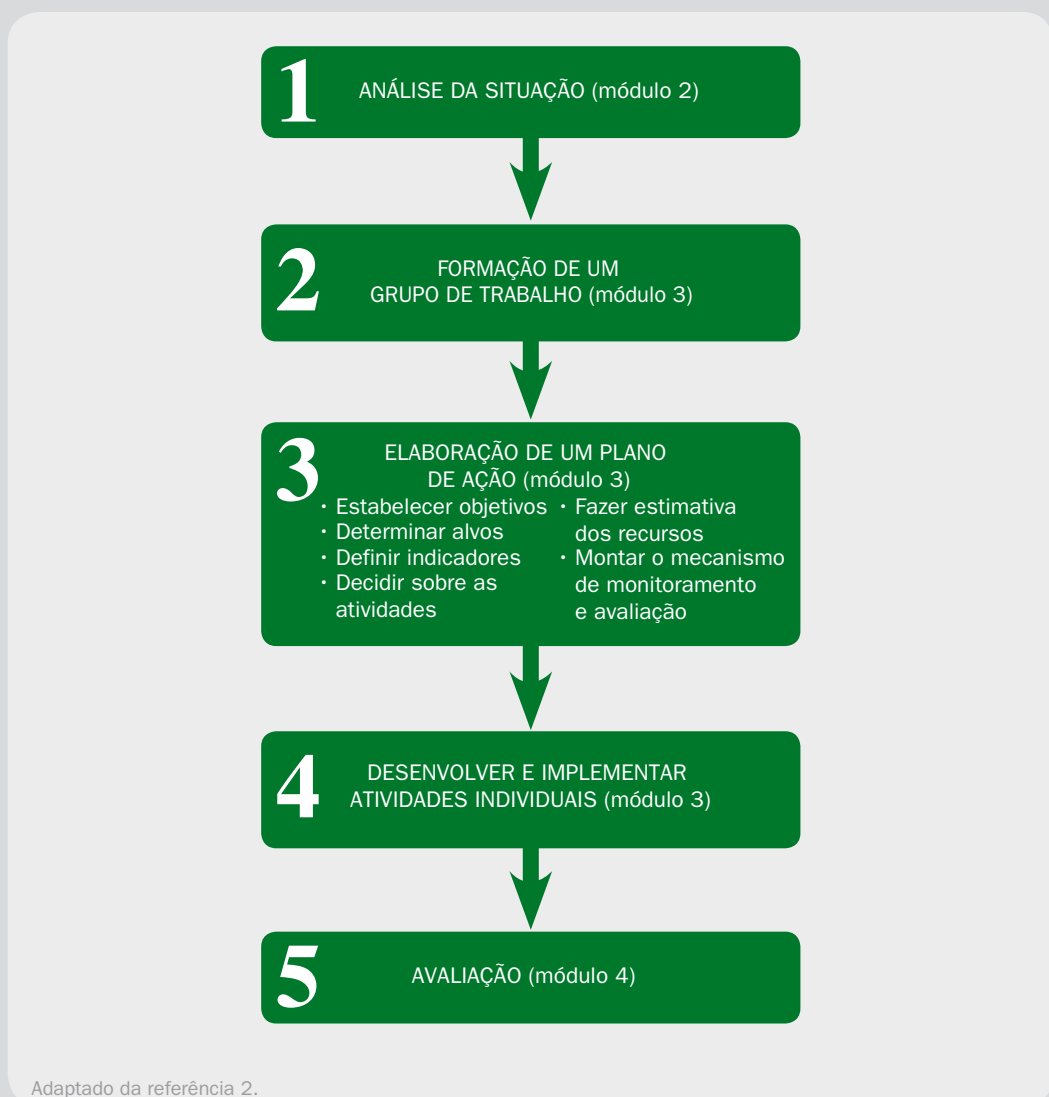 1
ANÁLISE DA SITUAÇÃO (módulo 2)
2
FORMAÇÃO DE UM
GRUPO DE TRABALHO (módulo 3)
3
ELABORAÇÃO DE UM PLANO
DE AÇÃO (módulo 3)
· Estabelecer objetivos
· Determinar alvos
· Definir indicadores
· Decidir sobre as
atividades
· Fazer estimativa
dos recursos
· Montar o mecanismo
de monitoramento
e avaliação
4
DESENVOLVER E IMPLEMENTAR
ATIVIDADES INDIVIDUAIS (módulo 3)
5
AVALIAÇÃO (módulo 4)
Adaptado da referência 2.